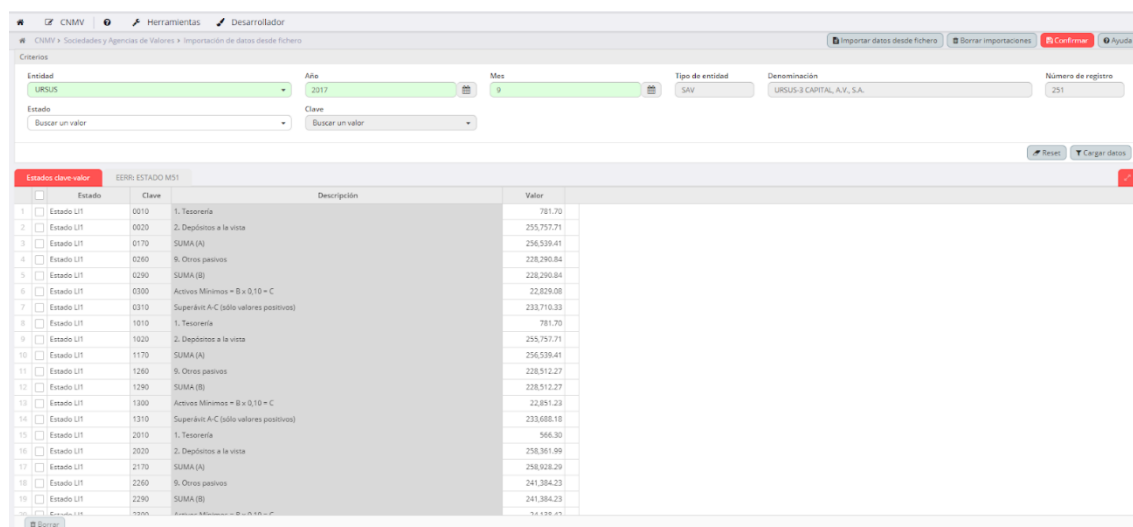 CNMV Herramientas Desarrollador
CNMV > Sociedades y Agencias de Valores > Importación de datos desde fichero Importar datos desde fichero Borrar importaciones Confirmar Ayuda
Criterios
Entidad Año Mes Tipo de entidad Denominación Número de registro
URSUS 2017 9 SAV URSUS-3 CAPITAL, A.V., S.A. 251
Estado Clave
Buscar un valor Buscar un valor
Reset Cargar datos
Estados clave-valor EERR: ESTADO M51
Estado Clave Descripción Valor
1 Estado LI1 0010 1. Tesorería 781.70
2 Estado LI1 0020 2. Depósitos a la vista 255,757.71
3 Estado LI1 0170 SUMA (A) 256,539.41
4 Estado LI1 0260 9. Otros pasivos 228,290.84
5 Estado LI1 0290 SUMA (B) 228,290.84
6 Estado LI1 0300 Activos Mínimos = B x 0,10 = C 22,829.08
7 Estado LI1 0310 Superávit A-C (sólo valores positivos) 233,710.33
8 Estado LI1 1010 1. Tesorería 781.70
9 Estado LI1 1020 2. Depósitos a la vista 255,757.71
10 Estado LI1 1170 SUMA (A) 256,539.41
11 Estado LI1 1260 9. Otros pasivos 228,512.27
12 Estado LI1 1290 SUMA (B) 228,512.27
13 Estado LI1 1300 Activos Mínimos = B x 0,10 = C 22,851.23
14 Estado LI1 1310 Superávit A-C (sólo valores positivos) 233,688.18
15 Estado LI1 2010 1. Tesorería 566.30
16 Estado LI1 2020 2. Depósitos a la vista 258,361.99
17 Estado LI1 2170 SUMA (A) 258,928.29
18 Estado LI1 2260 9. Otros pasivos 241,384.23
19 Estado LI1 2290 SUMA (B) 241,384.23
20 Estado LI1 2300 Activos Mínimos = B x 0,10 = C
Borrar